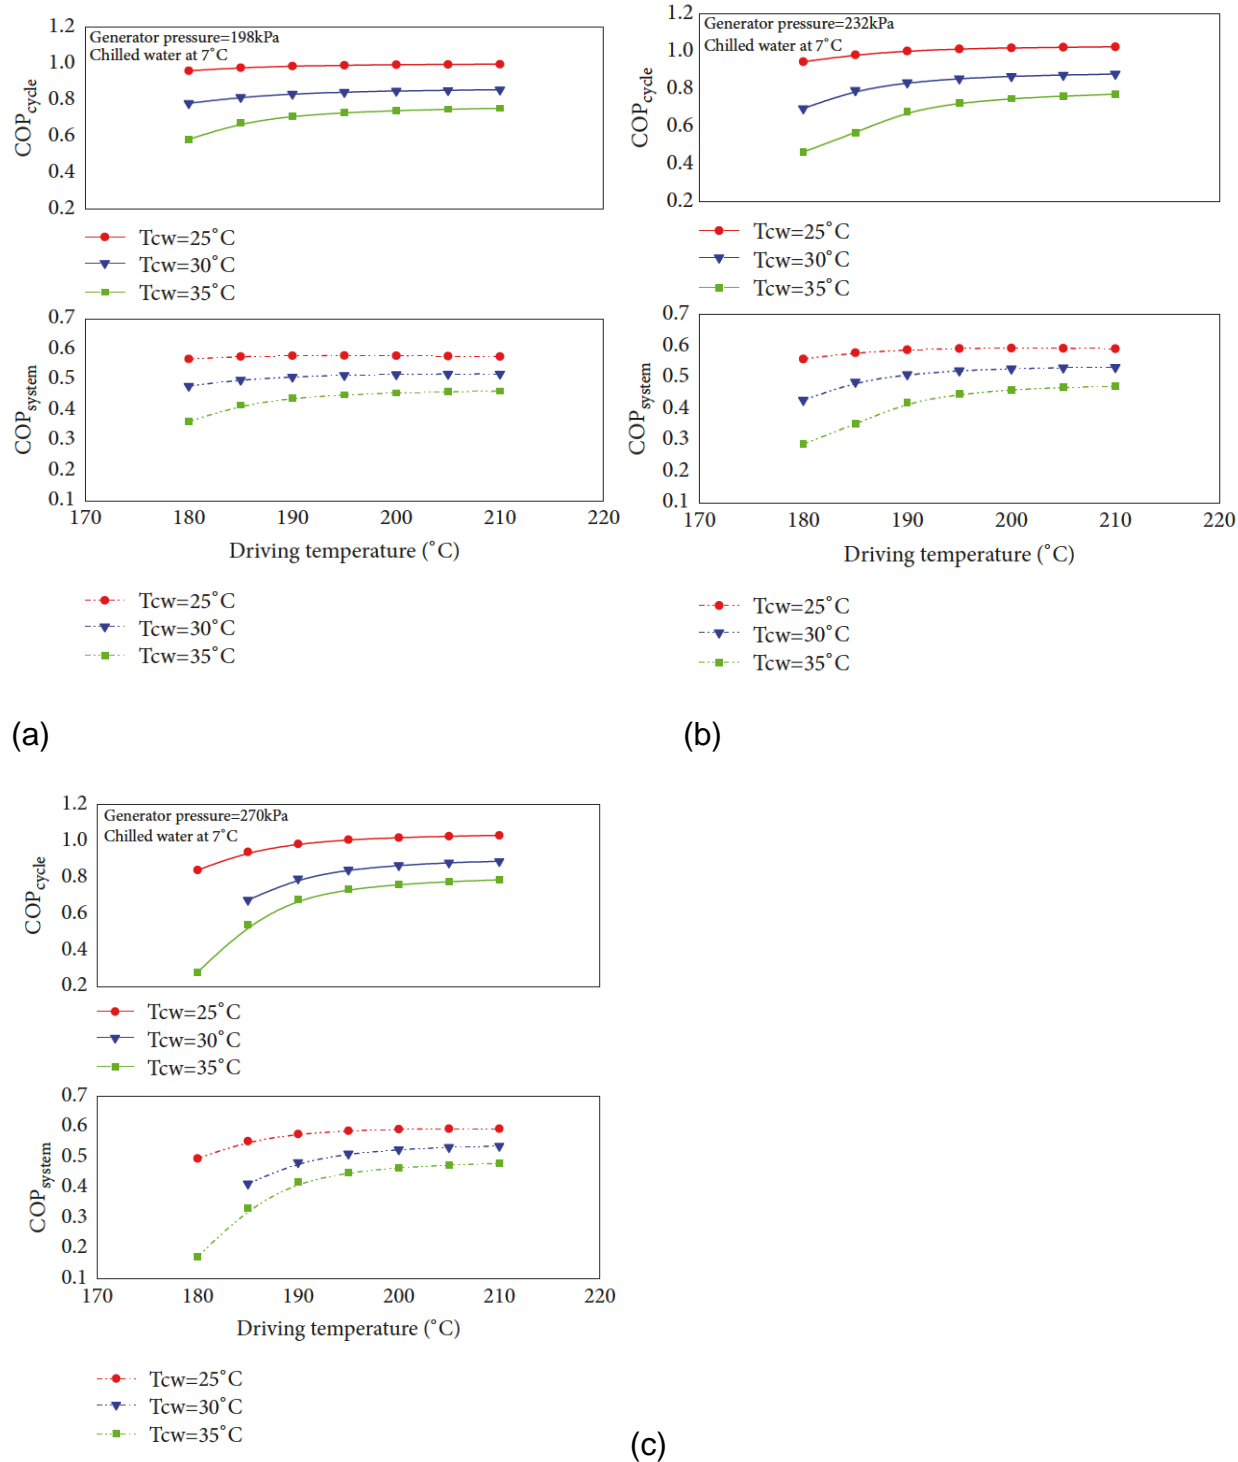 Generator pressure=198kPa
Chilled water at 7°C
COPcycle
1.2
1.0
0.8
0.6
0.4
0.2
Tcw=25°C
Tcw=30°C
Tcw=35°C
COPsystem
0.7
0.6
0.5
0.4
0.3
0.2
0.1
170 180 190 200 210 220
Driving temperature (°C)
Tcw=25°C
Tcw=30°C
Tcw=35°C
(a)
Generator pressure=232kPa
Chilled water at 7°C
COPcycle
1.2
1.0
0.8
0.6
0.4
0.2
Tcw=25°C
Tcw=30°C
Tcw=35°C
COPsystem
0.7
0.6
0.5
0.4
0.3
0.2
0.1
170 180 190 200 210 220
Driving temperature (°C)
Tcw=25°C
Tcw=30°C
Tcw=35°C
(b)
Generator pressure=270kPa
Chilled water at 7°C
COPcycle
1.2
1.0
0.8
0.6
0.4
0.2
Tcw=25°C
Tcw=30°C
Tcw=35°C
COPsystem
0.7
0.6
0.5
0.4
0.3
0.2
0.1
170 180 190 200 210 220
Driving temperature (°C)
Tcw=25°C
Tcw=30°C
Tcw=35°C
(c)